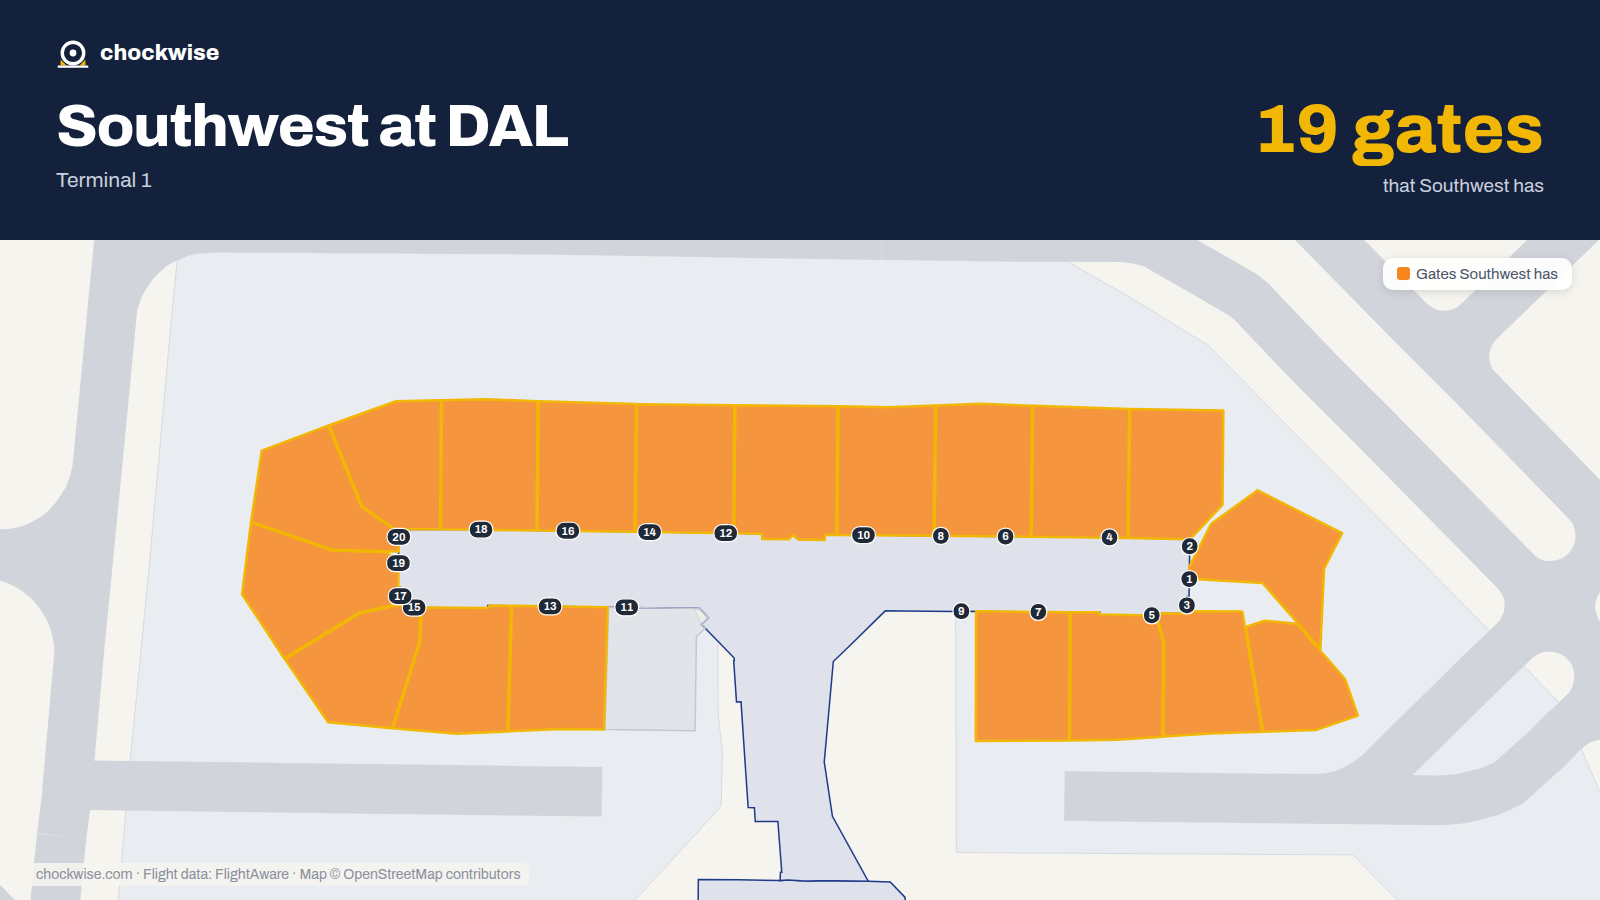 chockwise
Southwest at DAL
Terminal 1
19 gates
that Southwest has
Gates Southwest has
20
18
16
14
12
10
8
6
4
2
19
1
17
15
13
11
9
7
5
3
chockwise.com · Flight data: FlightAware · Map © OpenStreetMap contributors